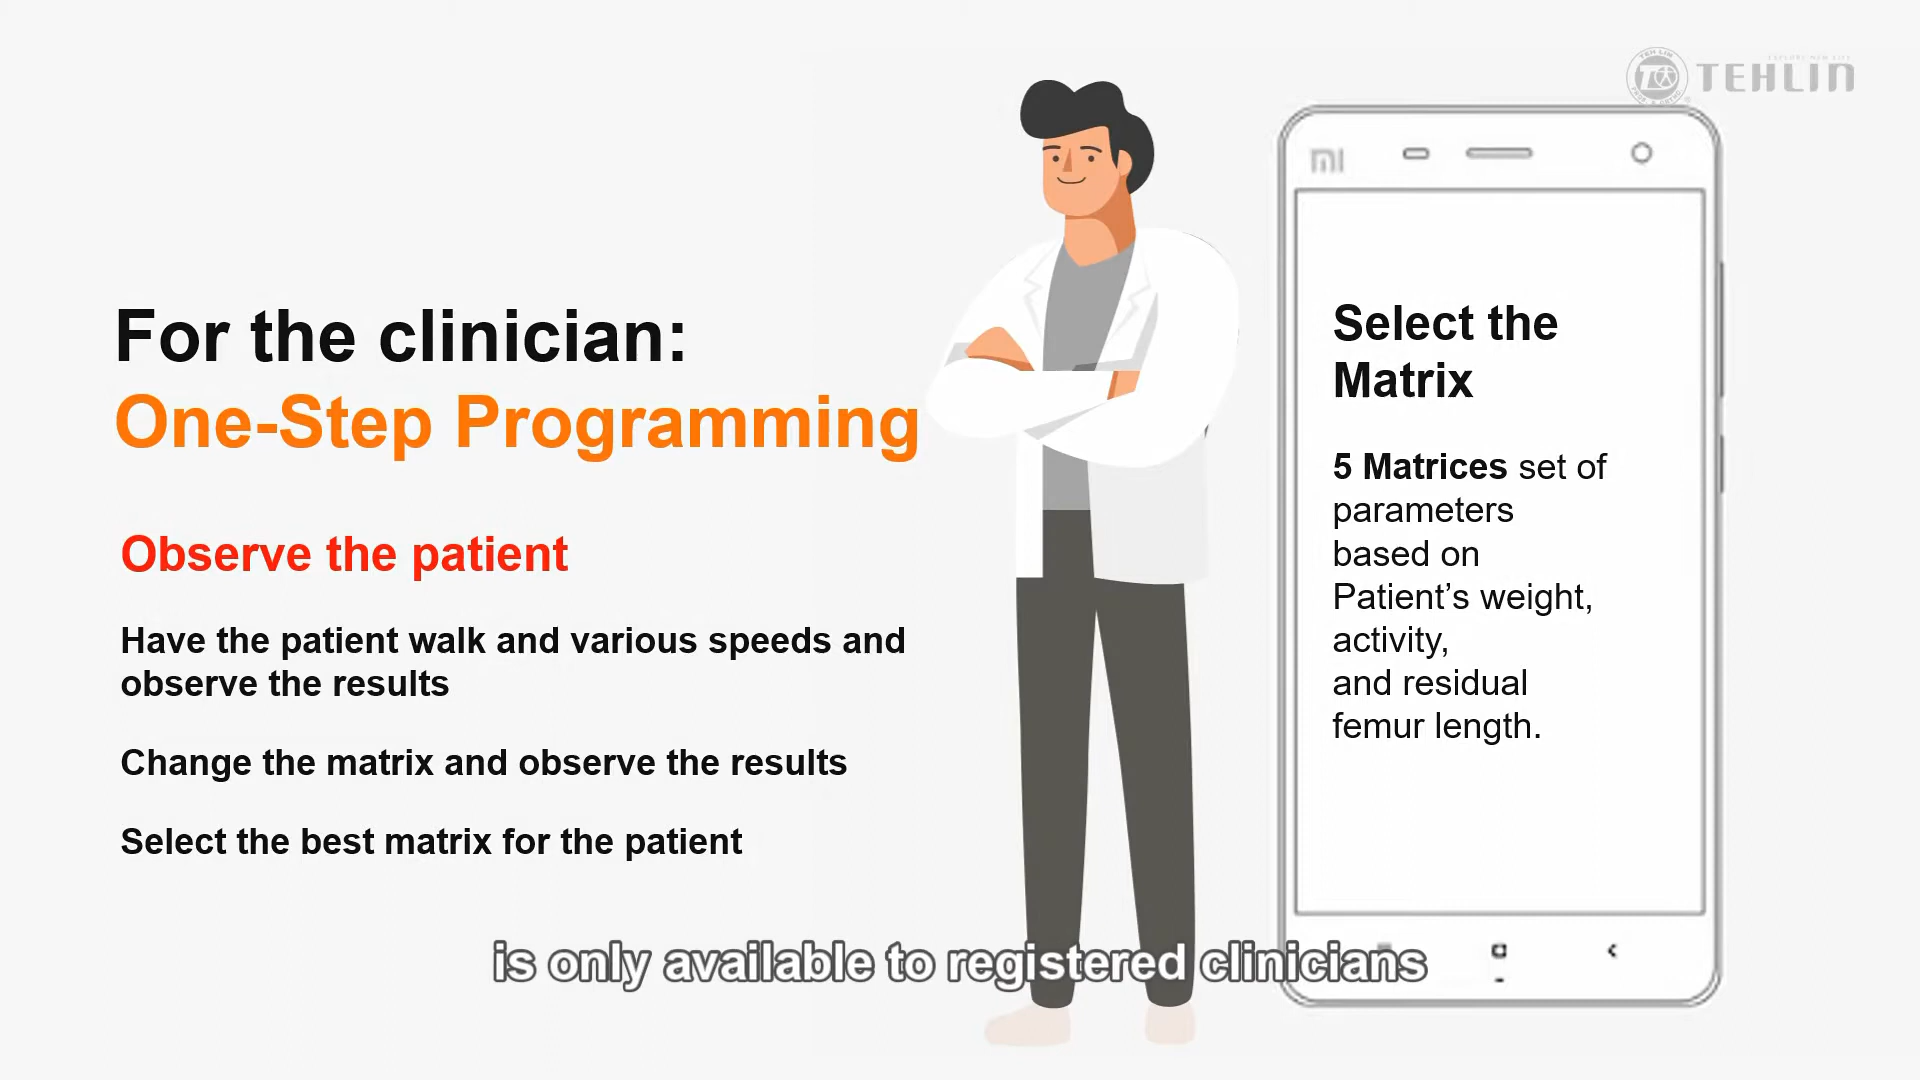 TEHLIN
mi
For the clinician:
One-Step Programming
Observe the patient
Have the patient walk and various speeds and
observe the results
Change the matrix and observe the results
Select the best matrix for the patient
Select the
Matrix
5 Matrices set of
parameters
based on
Patient’s weight,
activity,
and residual
femur length.
is only available to registered clinicians